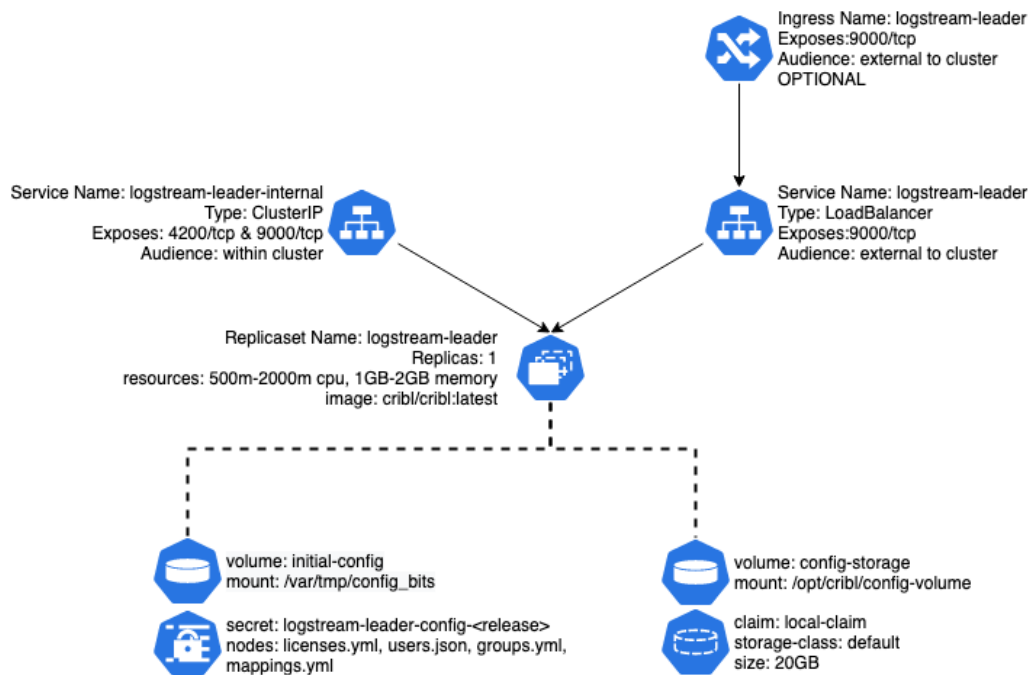 Ingress Name: logstream-leader
Exposes:9000/tcp
Audience: external to cluster
OPTIONAL
Service Name: logstream-leader-internal
Type: ClusterIP
Exposes: 4200/tcp & 9000/tcp
Audience: within cluster
Service Name: logstream-leader
Type: LoadBalancer
Exposes:9000/tcp
Audience: external to cluster
Replicaset Name: logstream-leader
Replicas: 1
resources: 500m-2000m cpu, 1GB-2GB memory
image: cribl/cribl:latest
volume: initial-config
mount: /var/tmp/config_bits
secret: logstream-leader-config-<release>
nodes: licenses.yml, users.json, groups.yml,
mappings.yml
volume: config-storage
mount: /opt/cribl/config-volume
claim: local-claim
storage-class: default
size: 20GB